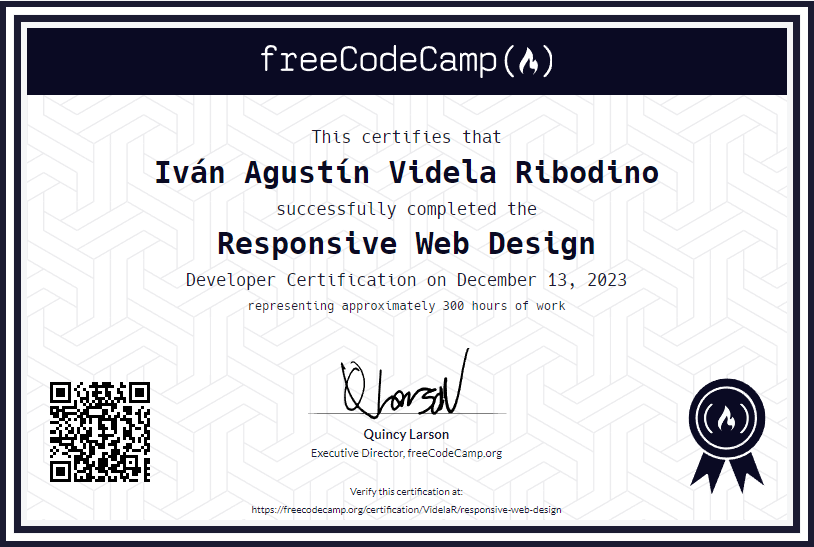 freeCodeCamp
This certifies that
Iván Agustín Videla Ribodino
successfully completed the
Responsive Web Design
Developer Certification on December 13, 2023
representing approximately 300 hours of work
Quincy Larson
Executive Director, freeCodeCamp.org
Verify this certification at:
https://freecodecamp.org/certification/VidelaR/responsive-web-design